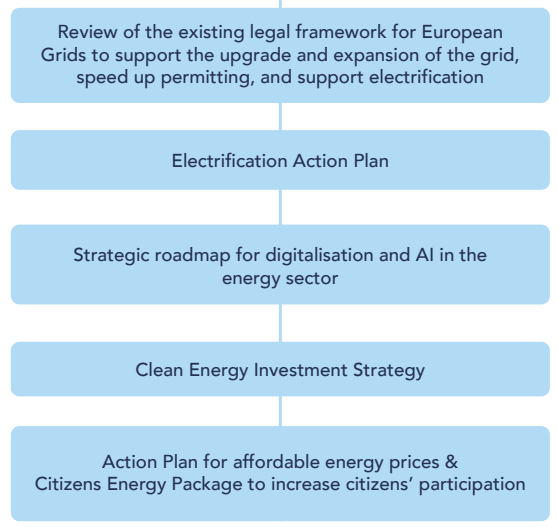 Review of the existing legal framework for European
Grids to support the upgrade and expansion of the grid,
speed up permitting, and support electrification
Electrification Action Plan
Strategic roadmap for digitalisation and AI in the
energy sector
Clean Energy Investment Strategy
Action Plan for affordable energy prices &
Citizens Energy Package to increase citizens’ participation